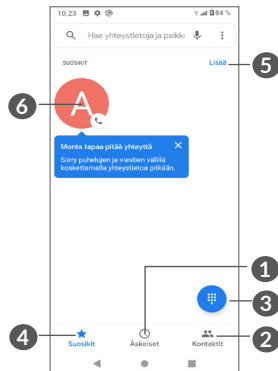 10.23 84 %
Hae yhteystietoja ja paikko
SUOSIKIT Lisää
5
6
A
Monta tapaa pitää yhteyttä
Siirry puhelujen ja viestien välillä
koskettamalla yhteystietoa pitkään.
1
3
4
2
Suosikit Äskeiset Kontaktit